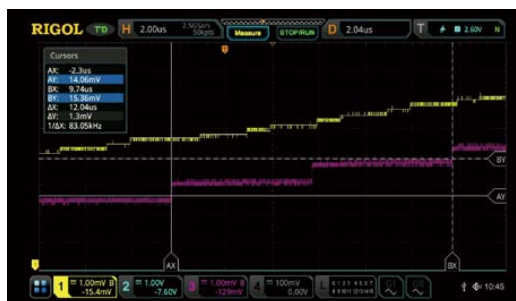 RIGOL T'D H 2.00us 2.5GSa/s 50kpts Measure STOP/RUN D 2.04us T 2.60V N
Cursors
AX: -2.3us
AY: 14.06mV
BX: 9.74us
BY: 15.36mV
ΔX: 12.04us
ΔY: 1.3mV
1/ΔX: 83.05kHz
BY
AY
AX BX
1 1.00mV B -15.4mV 2 1.00V -7.60V 3 1.00mV B -129mV 4 100mV 0.00V L 10:45